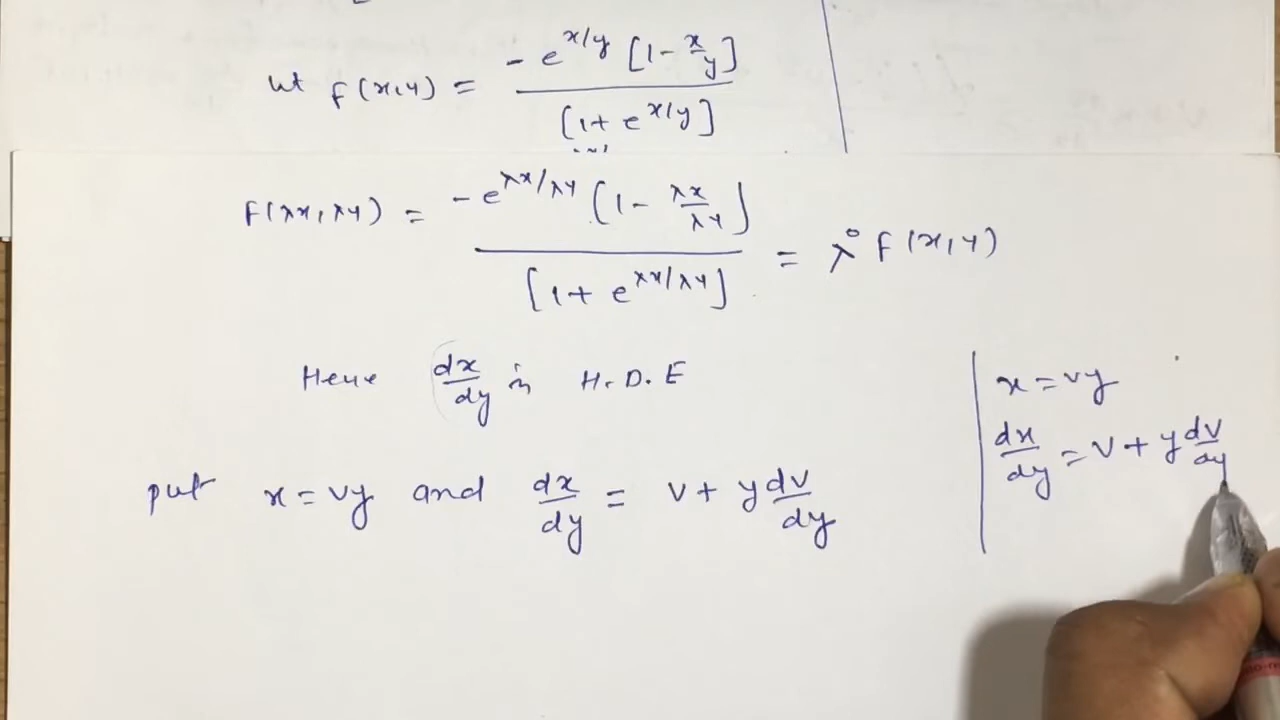 let f(x,y) = -e^{x/y} [1 - x/y] / [1 + e^{x/y}]
F(λx, λy) = -e^{λx/λy} (1 - λx/λy] / [1 + e^{λx/λy}] = λ° F(x,y)
Hence dx/dy is H.D.E
put x = vy and dx/dy = v + y dv/dy
x = vy
dx/dy = v + y dv/dy